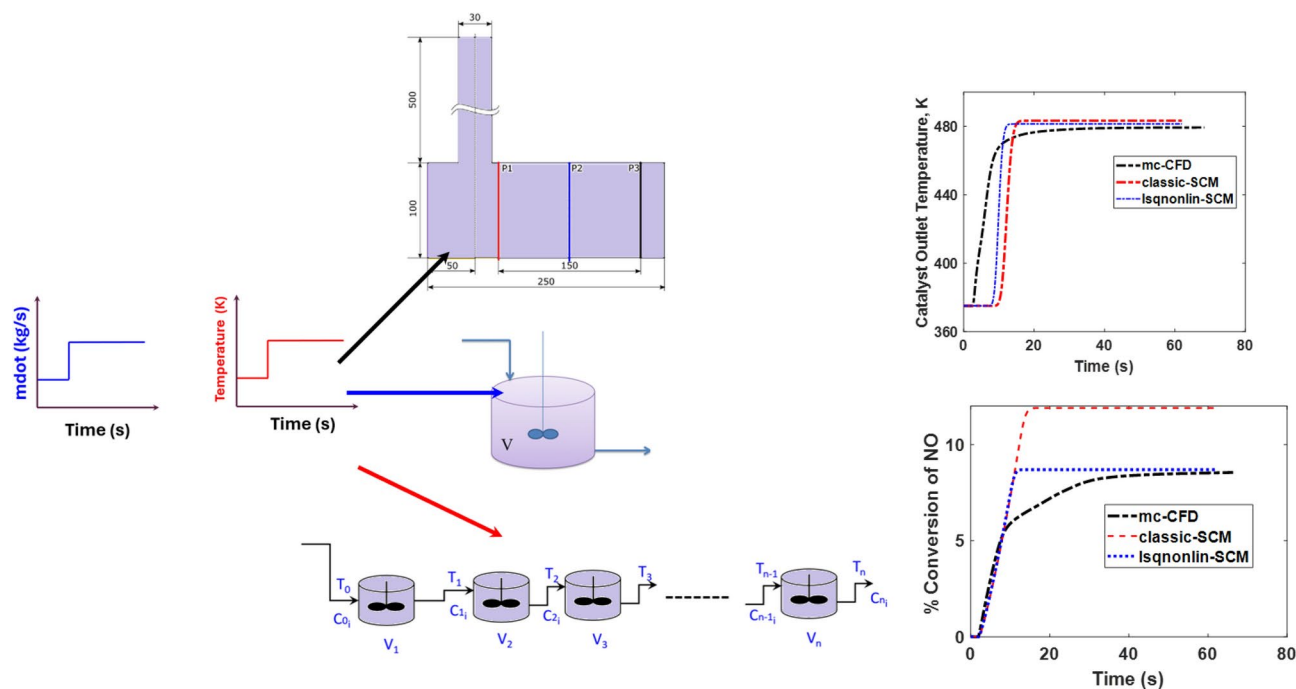 30
500
100
P1
P2
P3
50
150
250
mdot (kg/s)
Time (s)
Temperature (K)
Time (s)
V
T0
C0i
V1
T1
C1i
V2
T2
C2i
V3
T3
Tn-1
Cn-1i
Vn
Tn
Cni
Catalyst Outlet Temperature, K
480
440
400
360
mc-CFD
classic-SCM
lsqnonlin-SCM
0 20 40 60 80
Time (s)
% Conversion of NO
10
5
0
mc-CFD
classic-SCM
lsqnonlin-SCM
0 20 40 60 80
Time (s)